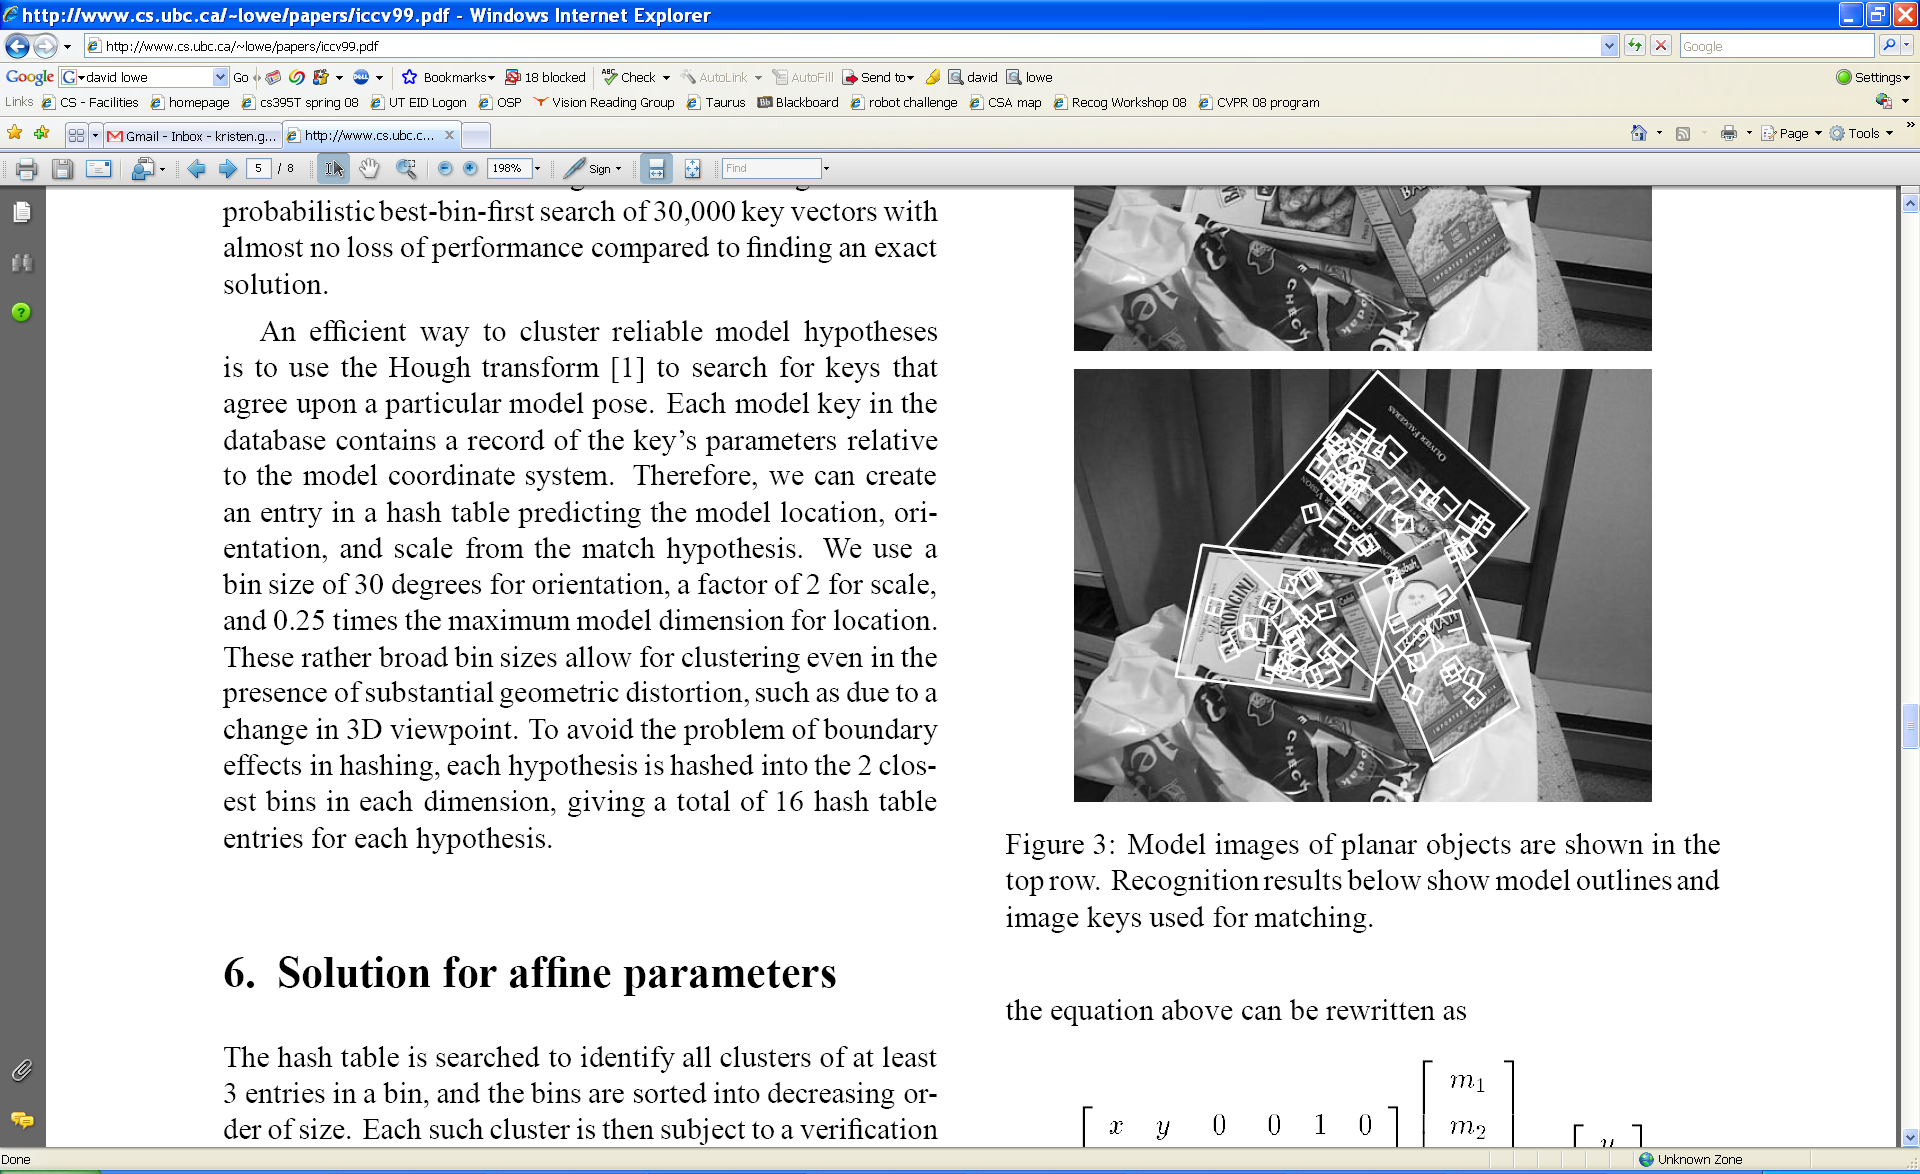 http://www.cs.ubc.ca/~lowe/papers/iccv99.pdf - Windows Internet Explorer
http://www.cs.ubc.ca/~lowe/papers/iccv99.pdf
Google
Google david lowe Go Bookmarks 18 blocked Check AutoLink AutoFill Send to david lowe Settings
Links CS - Facilities homepage cs395T spring 08 UT EID Logon OSP Vision Reading Group Taurus Blackboard robot challenge CSA map Recog Workshop 08 CVPR 08 program
Gmail - Inbox - kristen.g... http://www.cs.ubc.c... Page Tools
5 / 8 198% Sign Find
probabilistic best-bin-first search of 30,000 key vectors with
almost no loss of performance compared to finding an exact
solution.
An efficient way to cluster reliable model hypotheses
is to use the Hough transform [1] to search for keys that
agree upon a particular model pose. Each model key in the
database contains a record of the key's parameters relative
to the model coordinate system. Therefore, we can create
an entry in a hash table predicting the model location, ori-
entation, and scale from the match hypothesis. We use a
bin size of 30 degrees for orientation, a factor of 2 for scale,
and 0.25 times the maximum model dimension for location.
These rather broad bin sizes allow for clustering even in the
presence of substantial geometric distortion, such as due to a
change in 3D viewpoint. To avoid the problem of boundary
effects in hashing, each hypothesis is hashed into the 2 clos-
est bins in each dimension, giving a total of 16 hash table
entries for each hypothesis.
6. Solution for affine parameters
The hash table is searched to identify all clusters of at least
3 entries in a bin, and the bins are sorted into decreasing or-
der of size. Each such cluster is then subject to a verification
CHECK
Kodak
OLIVIER FAUGERAS
CHECK
Kodak
Figure 3: Model images of planar objects are shown in the
top row. Recognition results below show model outlines and
image keys used for matching.
the equation above can be rewritten as
m1
x y 0 0 1 0 m2
Done Unknown Zone